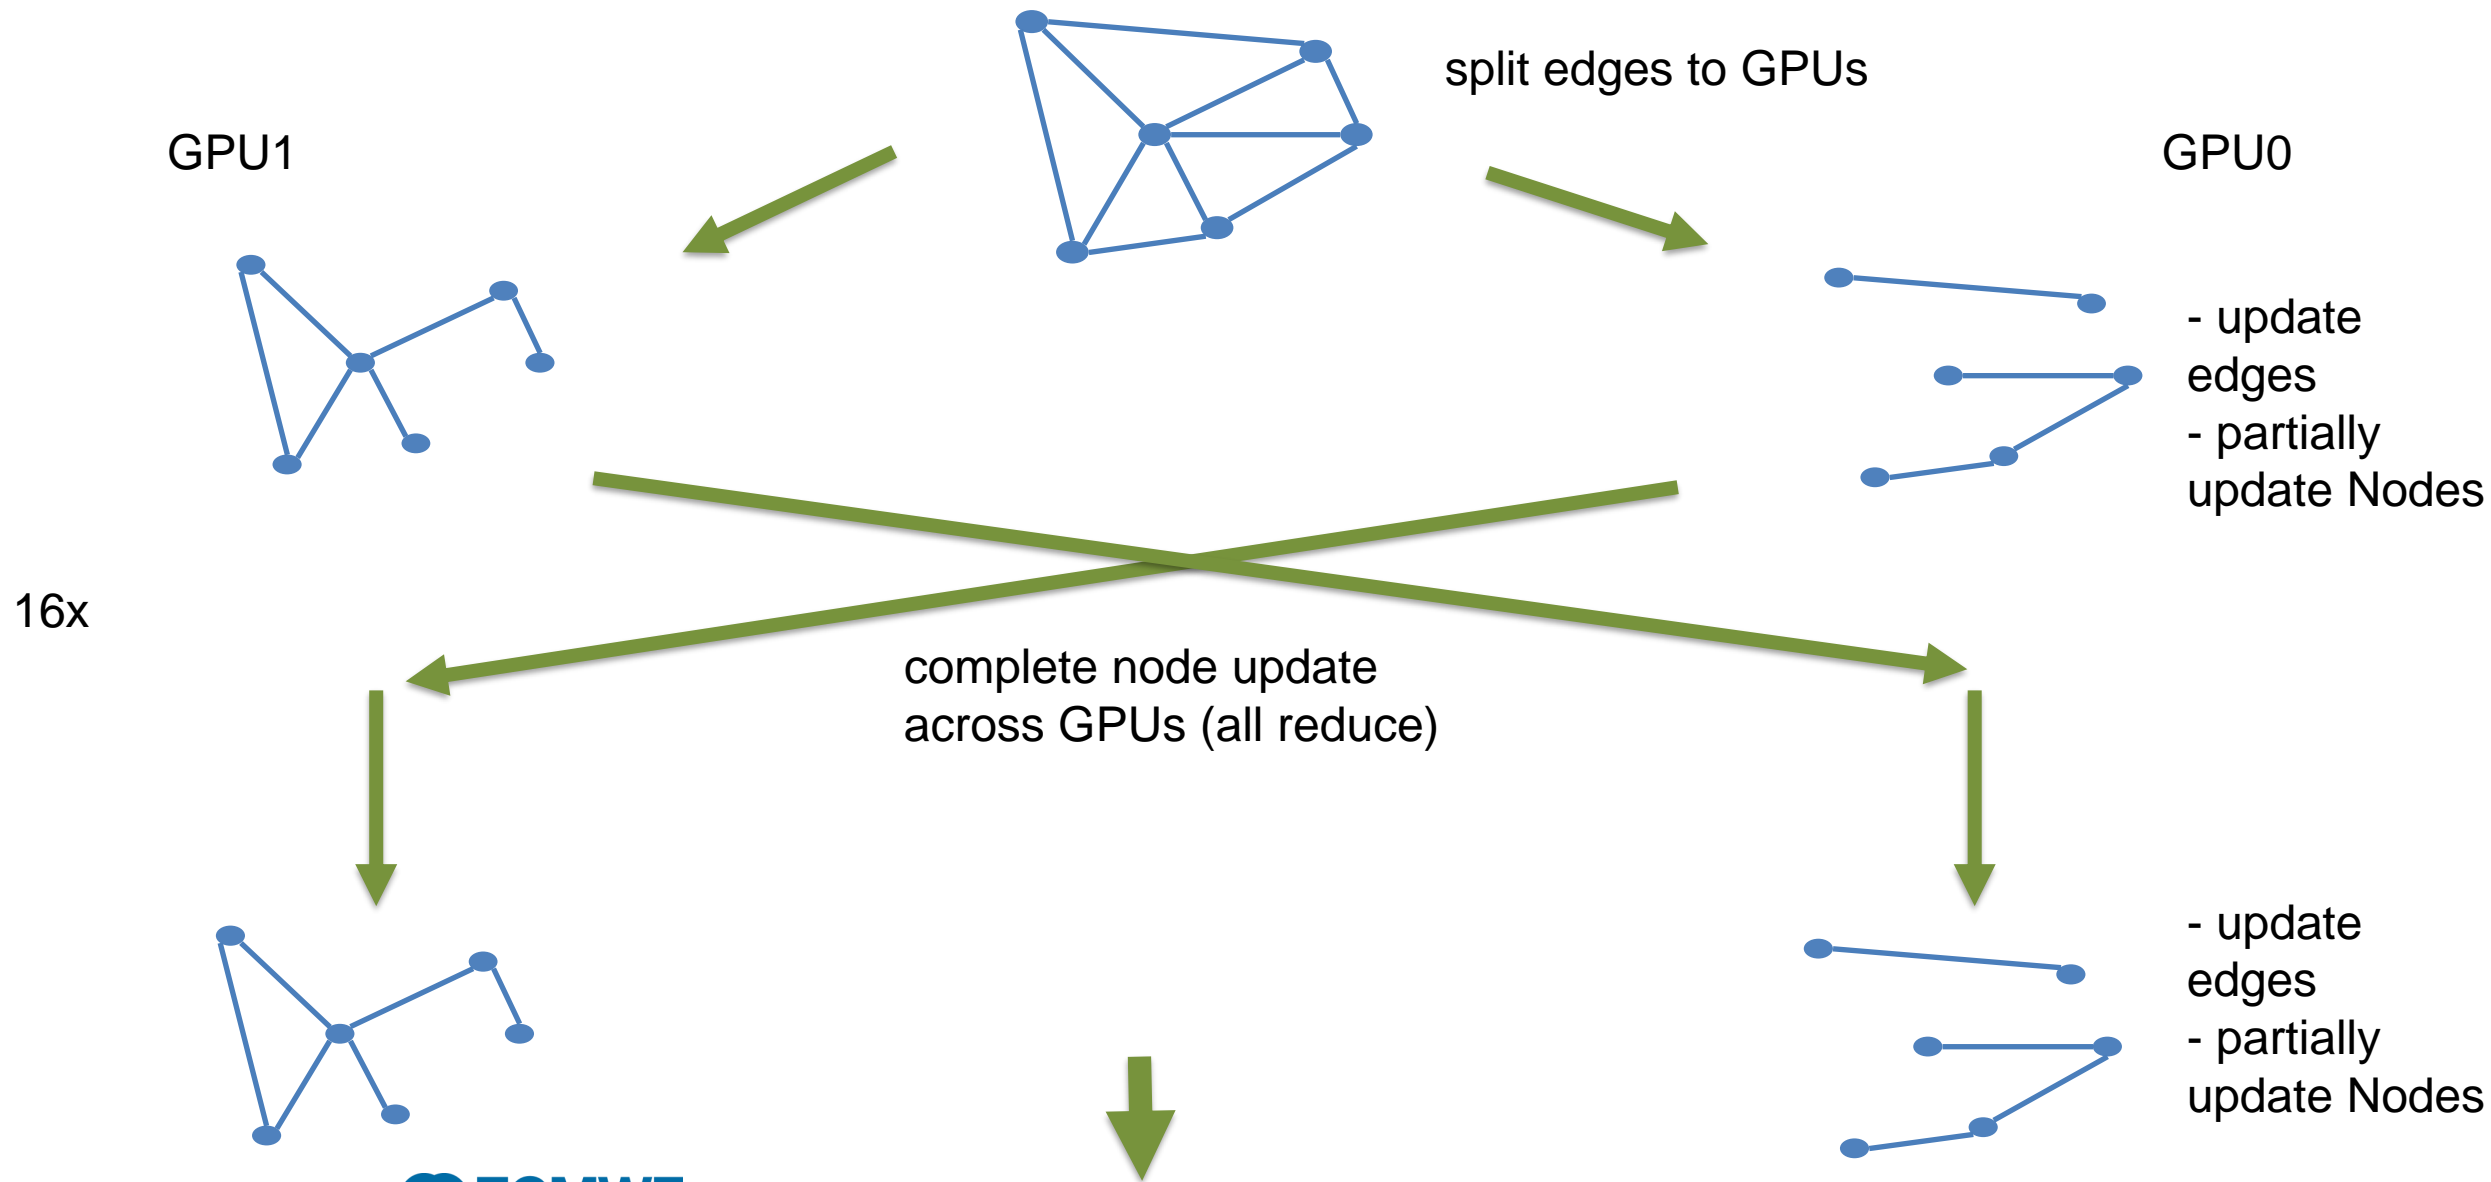 split edges to GPUs
GPU1
GPU0
- update
edges
- partially
update Nodes
16x
complete node update
across GPUs (all reduce)
- update
edges
- partially
update Nodes